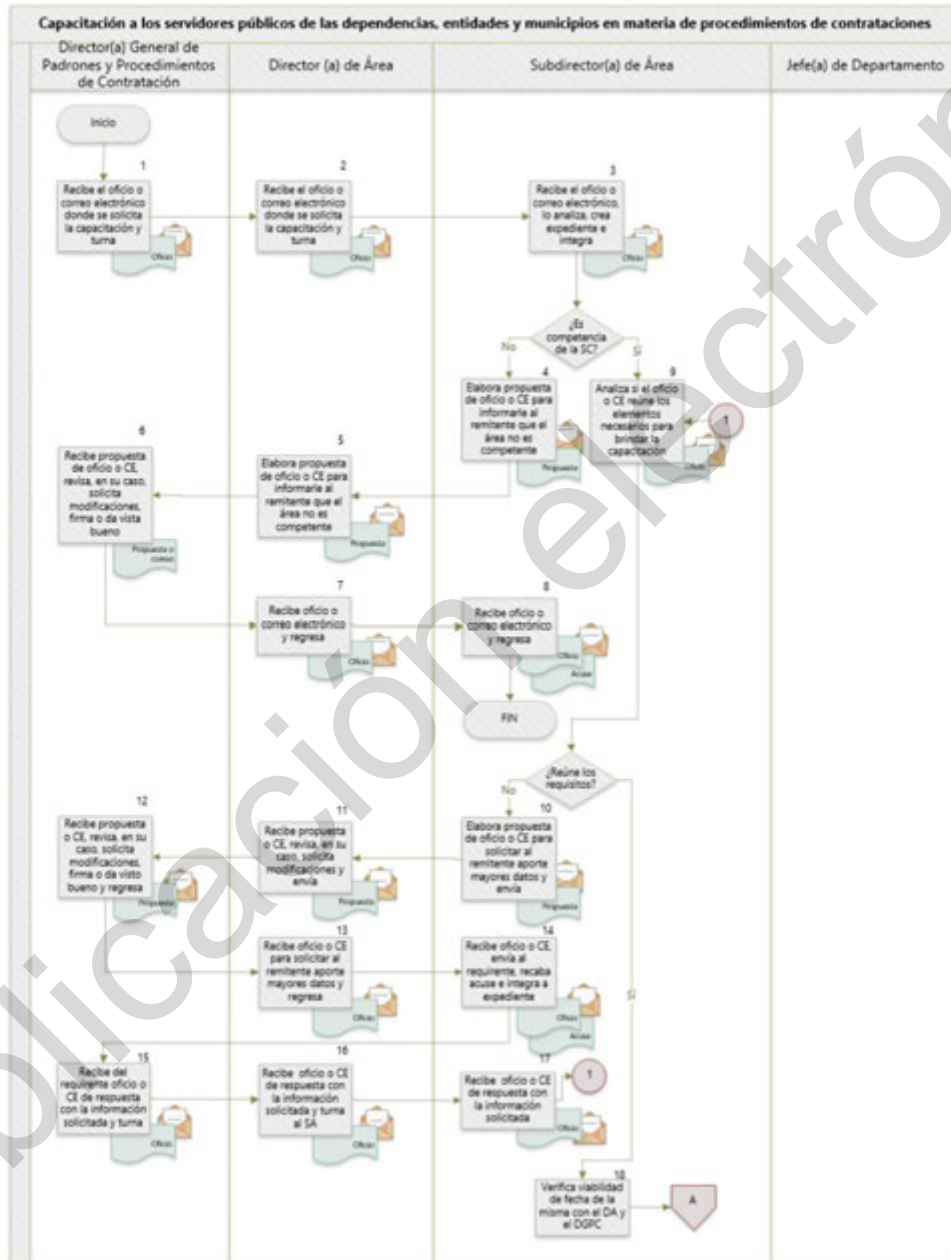 Capacitación a los servidores públicos de las dependencias, entidades y municipios en materia de procedimientos de contrataciones
Director(a) General de
Padrones y Procedimientos
de Contratación
Director (a) de Área
Subdirector(a) de Área
Jefe(a) de Departamento
Inicio
1
Recibe el oficio o
correo electrónico
donde se solicita
la capacitación y
turna
Oficio
2
Recibe el oficio o
correo electrónico
donde se solicita
la capacitación y
turna
Oficio
3
Recibe el oficio o
correo electrónico,
lo analiza, crea
expediente e
integra
Oficio
¿Es
competencia
de la SC?
No
Sí
4
Elabora propuesta
de oficio o CE para
informarle al
remitente que el
área no es
competente
Propuesta
9
Analiza si el oficio
o CE reúne los
elementos
necesarios para
brindar la
capacitación
Oficio
1
5
Elabora propuesta
de oficio o CE para
informarle al
remitente que el
área no es
competente
Propuesta
6
Recibe propuesta
de oficio o CE,
revisa, en su caso,
solicita
modificaciones,
firma o da vista
bueno
Propuesta o
correo
7
Recibe oficio o
correo electrónico
y regresa
Oficio
8
Recibe oficio o
correo electrónico
y regresa
Oficio
Acuse
FIN
¿Reúne los
requisitos?
No
Sí
10
Elabora propuesta
de oficio o CE para
solicitar al
remitente aporte
mayores datos y
envía
Propuesta
11
Recibe propuesta
o CE, revisa, en su
caso, solicita
modificaciones y
envía
Propuesta
12
Recibe propuesta
o CE, revisa, en su
caso, solicita
modificaciones,
firma o da visto
bueno y regresa
Propuesta
13
Recibe oficio o CE
para solicitar al
remitente aporte
mayores datos y
regresa
Oficio
14
Recibe oficio o CE,
envía al
requirente, recaba
acuse e integra a
expediente
Oficio
Acuse
15
Recibe del
requirente oficio o
CE de respuesta
con la información
solicitada y turna
Oficio
16
Recibe oficio o CE
de respuesta con
la información
solicitada y turna
al SA
Oficio
17
Recibe oficio o CE
de respuesta con
la información
solicitada
Oficio
1
18
Verifica viabilidad
de fecha de la
misma con el DA y
el DGPC
A
plicación electrón